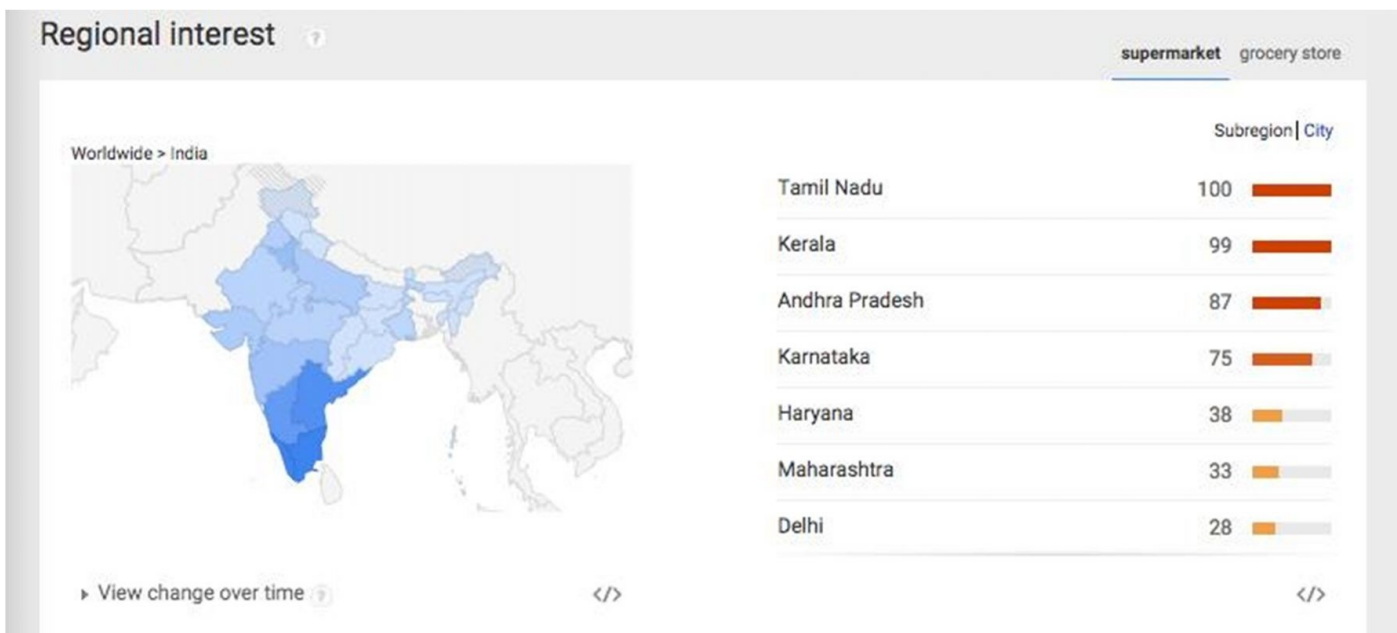 Regional interest ?
supermarket grocery store
Subregion | City
Worldwide > India
Tamil Nadu 100
Kerala 99
Andhra Pradesh 87
Karnataka 75
Haryana 38
Maharashtra 33
Delhi 28
View change over time ?
</> </>